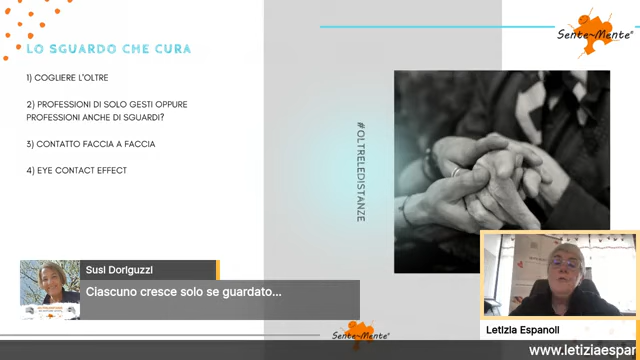 Sente~Mente®
LO SGUARDO CHE CURA
1) COGLIERE L'OLTRE
2) PROFESSIONI DI SOLO GESTI OPPURE
PROFESSIONI ANCHE DI SGUARDI?
3) CONTATTO FACCIA A FACCIA
4) EYE CONTACT EFFECT
#OLTRELEDISTANZE
Susi Doriguzzi
Ciascuno cresce solo se guardato...
Letizia Espanoli
Sente~Mente®
www.letiziaespar